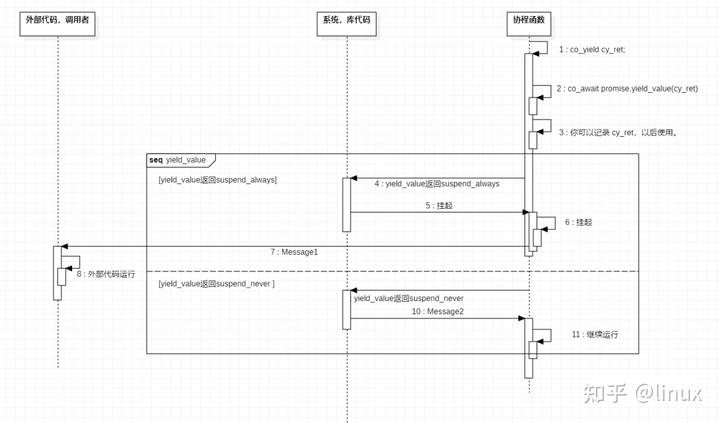 外部代码，调用者
系统，库代码
协程函数
1 : co_yield cy_ret;
2 : co_await promise.yield_value(cy_ret)
3 : 你可以记录 cy_ret，以后使用。
seq yield_value
[yield_value返回suspend_always]
4 : yield_value返回suspend_always
5 : 挂起
6 : 挂起
7 : Message1
8 : 外部代码运行
[yield_value返回suspend_never ]
yield_value返回suspend_never
10 : Message2
11 : 继续运行
知乎 @linux